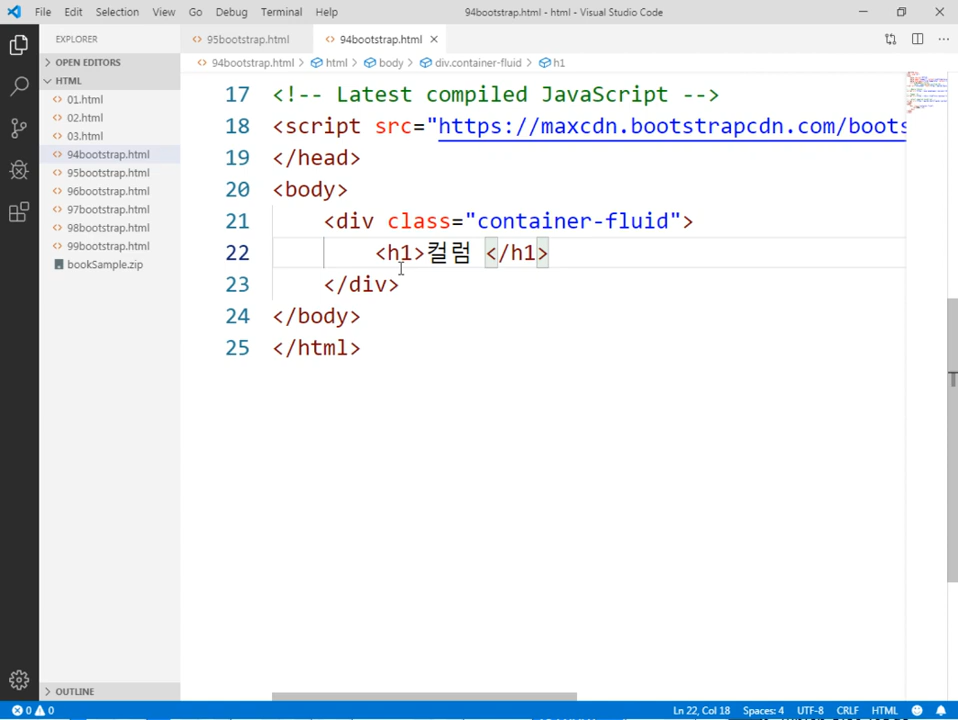 File Edit Selection View Go Debug Terminal Help
94bootstrap.html - html - Visual Studio Code
EXPLORER
OPEN EDITORS
HTML
01.html
02.html
03.html
94bootstrap.html
95bootstrap.html
96bootstrap.html
97bootstrap.html
98bootstrap.html
99bootstrap.html
bookSample.zip
OUTLINE
95bootstrap.html
94bootstrap.html
94bootstrap.html > html > body > div.container-fluid > h1
17 <!-- Latest compiled JavaScript -->
18 <script src="https://maxcdn.bootstrapcdn.com/boots
19 </head>
20 <body>
21 <div class="container-fluid">
22 <h1>컬럼 </h1>
23 </div>
24 </body>
25 </html>
0 0
Ln 22, Col 18 Spaces: 4 UTF-8 CRLF HTML